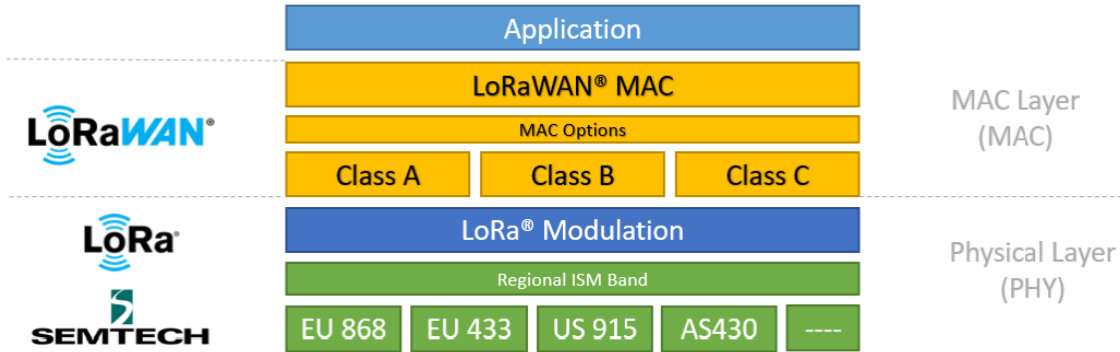 Application
LoRaWAN® MAC
MAC Options
Class A Class B Class C
LoRaWAN®
MAC Layer
(MAC)
LoRa® Modulation
Regional ISM Band
EU 868 EU 433 US 915 AS430 ----
LoRa®
SEMTECH
Physical Layer
(PHY)